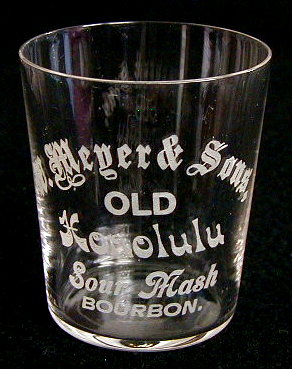 Meyer & Sons,
OLD
Honolulu
Sour Mash
BOURBON.